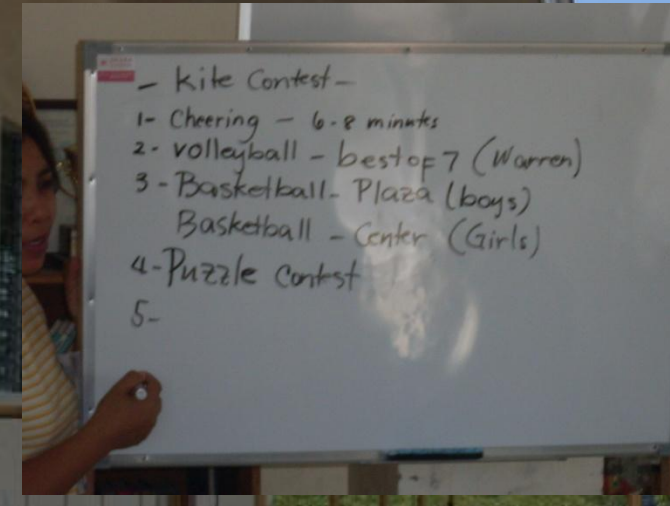 - Kite Contest -
1- Cheering - 6-8 minutes
2- volleyball - best of 7 (Warren)
3 - Basketball - Plaza (boys)
Basketball - Center (Girls)
4-Puzzle Contest
5-